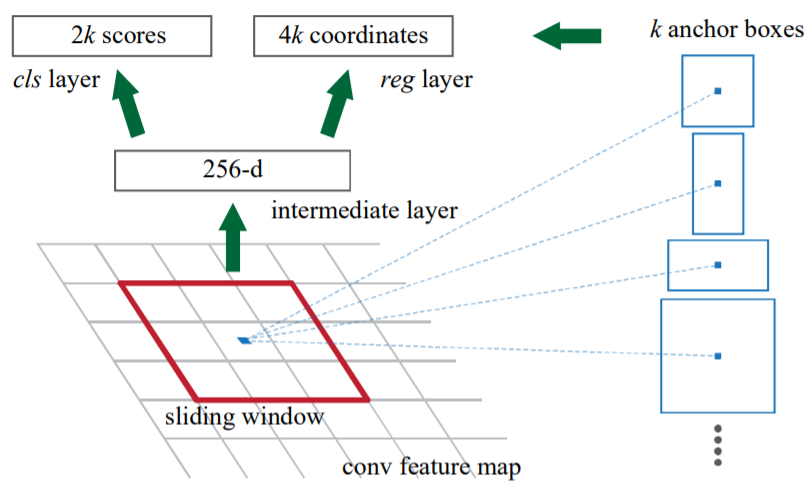 2k scores
4k coordinates
k anchor boxes
cls layer
reg layer
256-d
intermediate layer
sliding window
conv feature map